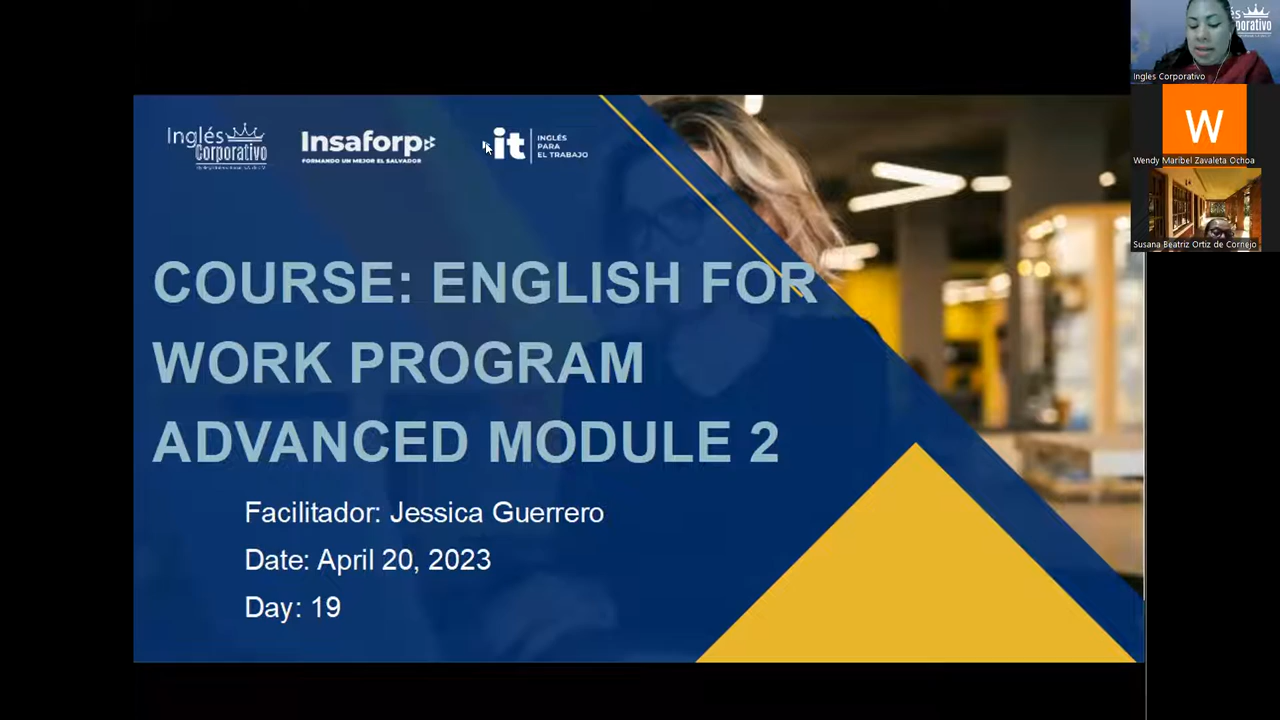 Inglés
Corporativo
Insaforp
FORMANDO UN MEJOR EL SALVADOR
it
INGLÉS
PARA
EL TRABAJO
COURSE: ENGLISH FOR
WORK PROGRAM
ADVANCED MODULE 2
Facilitador: Jessica Guerrero
Date: April 20, 2023
Day: 19
Ingles Corporativo
W
Wendy Maribel Zavaleta Ochoa
Susana Beatriz Ortiz de Cornejo